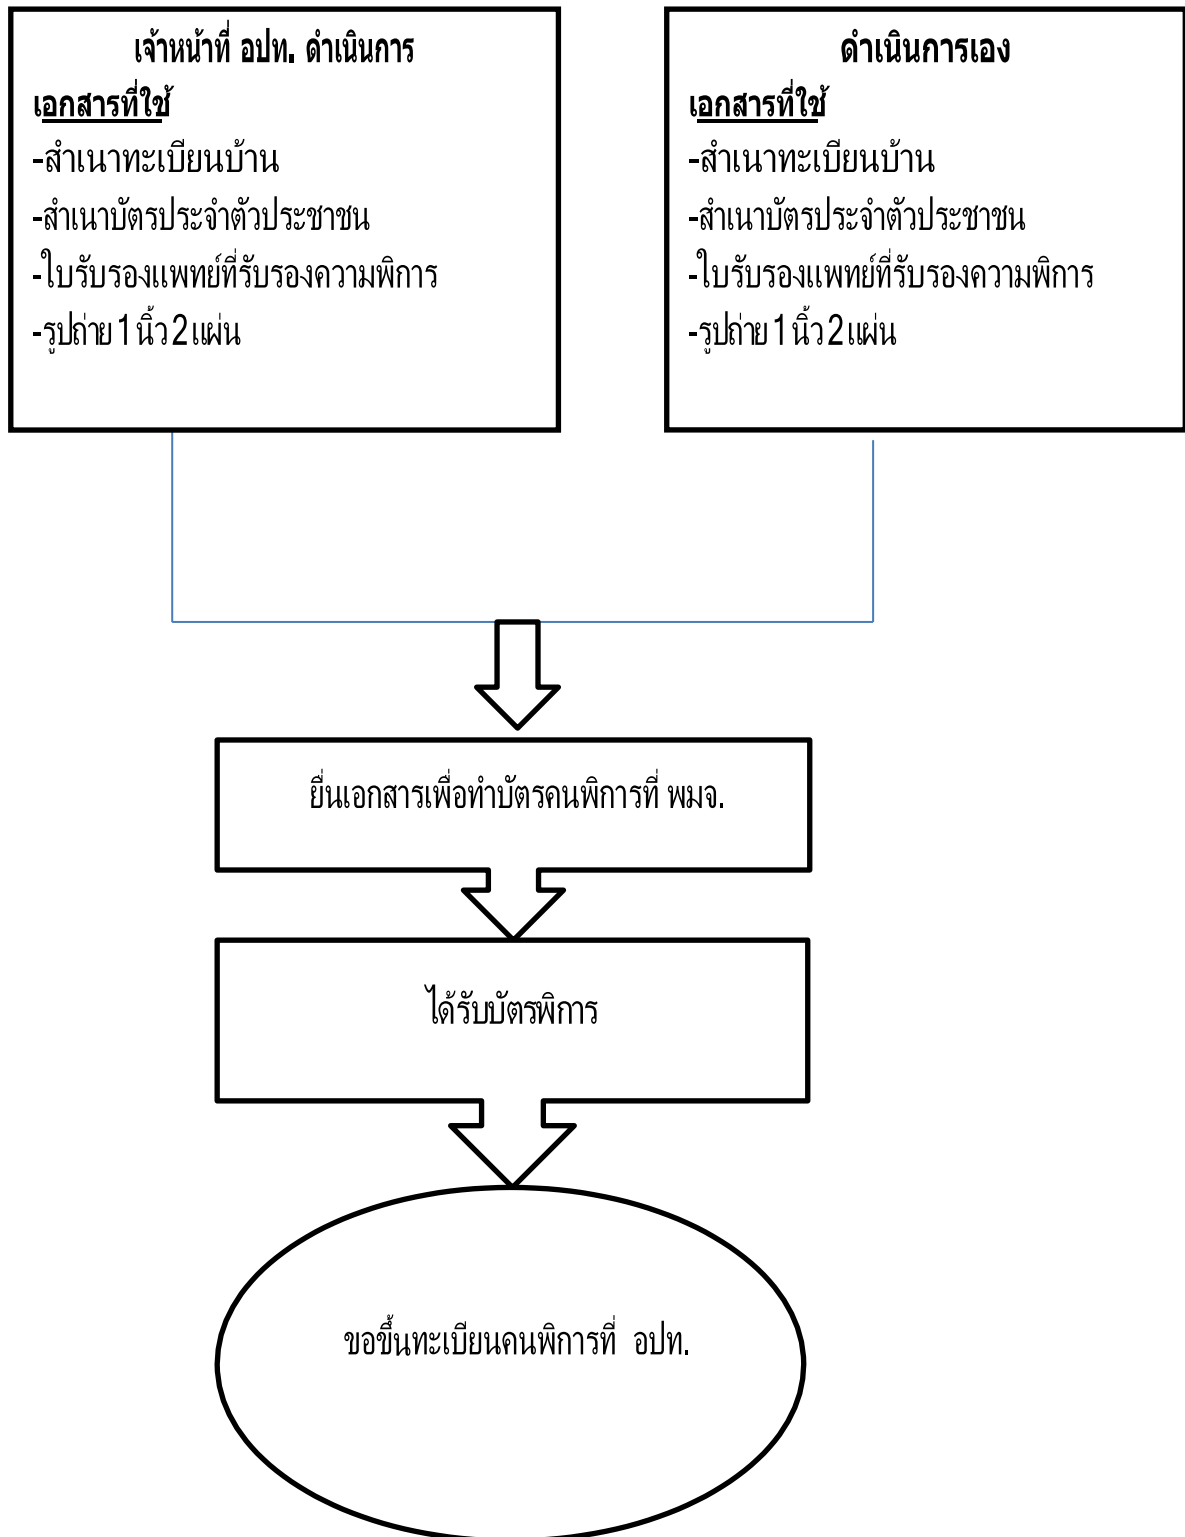 เจ้าหน้าที่ อปท. ดำเนินการ
เอกสารที่ใช้
-สำเนาทะเบียนบ้าน
-สำเนาบัตรประจำตัวประชาชน
-ใบรับรองแพทย์ที่รับรองความพิการ
-รูปถ่าย 1 นิ้ว 2 แผ่น
ดำเนินการเอง
เอกสารที่ใช้
-สำเนาทะเบียนบ้าน
-สำเนาบัตรประจำตัวประชาชน
-ใบรับรองแพทย์ที่รับรองความพิการ
-รูปถ่าย 1 นิ้ว 2 แผ่น
ยื่นเอกสารเพื่อทำบัตรคนพิการที่ พมจ.
ได้รับบัตรพิการ
ขอขึ้นทะเบียนคนพิการที่ อปท.